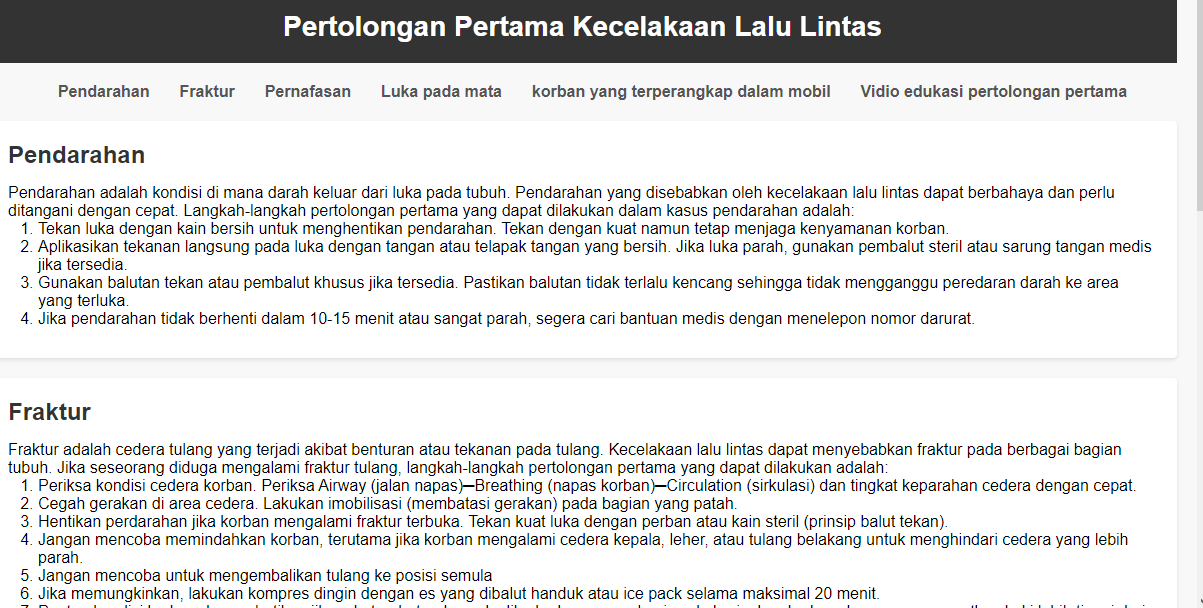 Pertolongan Pertama Kecelakaan Lalu Lintas
Pendarahan Fraktur Pernafasan Luka pada mata korban yang terperangkap dalam mobil Vidio edukasi pertolongan pertama
Pendarahan
Pendarahan adalah kondisi di mana darah keluar dari luka pada tubuh. Pendarahan yang disebabkan oleh kecelakaan lalu lintas dapat berbahaya dan perlu
ditangani dengan cepat. Langkah-langkah pertolongan pertama yang dapat dilakukan dalam kasus pendarahan adalah:
1. Tekan luka dengan kain bersih untuk menghentikan pendarahan. Tekan dengan kuat namun tetap menjaga kenyamanan korban.
2. Aplikasikan tekanan langsung pada luka dengan tangan atau telapak tangan yang bersih. Jika luka parah, gunakan pembalut steril atau sarung tangan medis
jika tersedia.
3. Gunakan balutan tekan atau pembalut khusus jika tersedia. Pastikan balutan tidak terlalu kencang sehingga tidak mengganggu peredaran darah ke area
yang terluka.
4. Jika pendarahan tidak berhenti dalam 10-15 menit atau sangat parah, segera cari bantuan medis dengan menelepon nomor darurat.
Fraktur
Fraktur adalah cedera tulang yang terjadi akibat benturan atau tekanan pada tulang. Kecelakaan lalu lintas dapat menyebabkan fraktur pada berbagai bagian
tubuh. Jika seseorang diduga mengalami fraktur tulang, langkah-langkah pertolongan pertama yang dapat dilakukan adalah:
1. Periksa kondisi cedera korban. Periksa Airway (jalan napas)─Breathing (napas korban)─Circulation (sirkulasi) dan tingkat keparahan cedera dengan cepat.
2. Cegah gerakan di area cedera. Lakukan imobilisasi (membatasi gerakan) pada bagian yang patah.
3. Hentikan perdarahan jika korban mengalami fraktur terbuka. Tekan kuat luka dengan perban atau kain steril (prinsip balut tekan).
4. Jangan mencoba memindahkan korban, terutama jika korban mengalami cedera kepala, leher, atau tulang belakang untuk menghindari cedera yang lebih
parah.
5. Jangan mencoba untuk mengembalikan tulang ke posisi semula
6. Jika memungkinkan, lakukan kompres dingin dengan es yang dibalut handuk atau ice pack selama maksimal 20 menit.